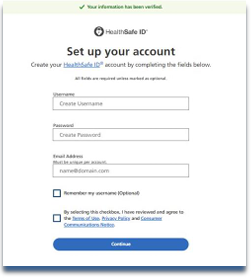 Your information has been verified.
HealthSafe ID®
Set up your account
Create your HealthSafe ID® account by completing the fields below.
All fields are required unless marked as optional.
Username
Create Username
Password
Create Password
Email Address
Must be unique per account.
name@domain.com
Remember my username (Optional)
By selecting this checkbox, I have reviewed and agree to
the Terms of Use, Privacy Policy and Consumer
Communications Notice.
Continue